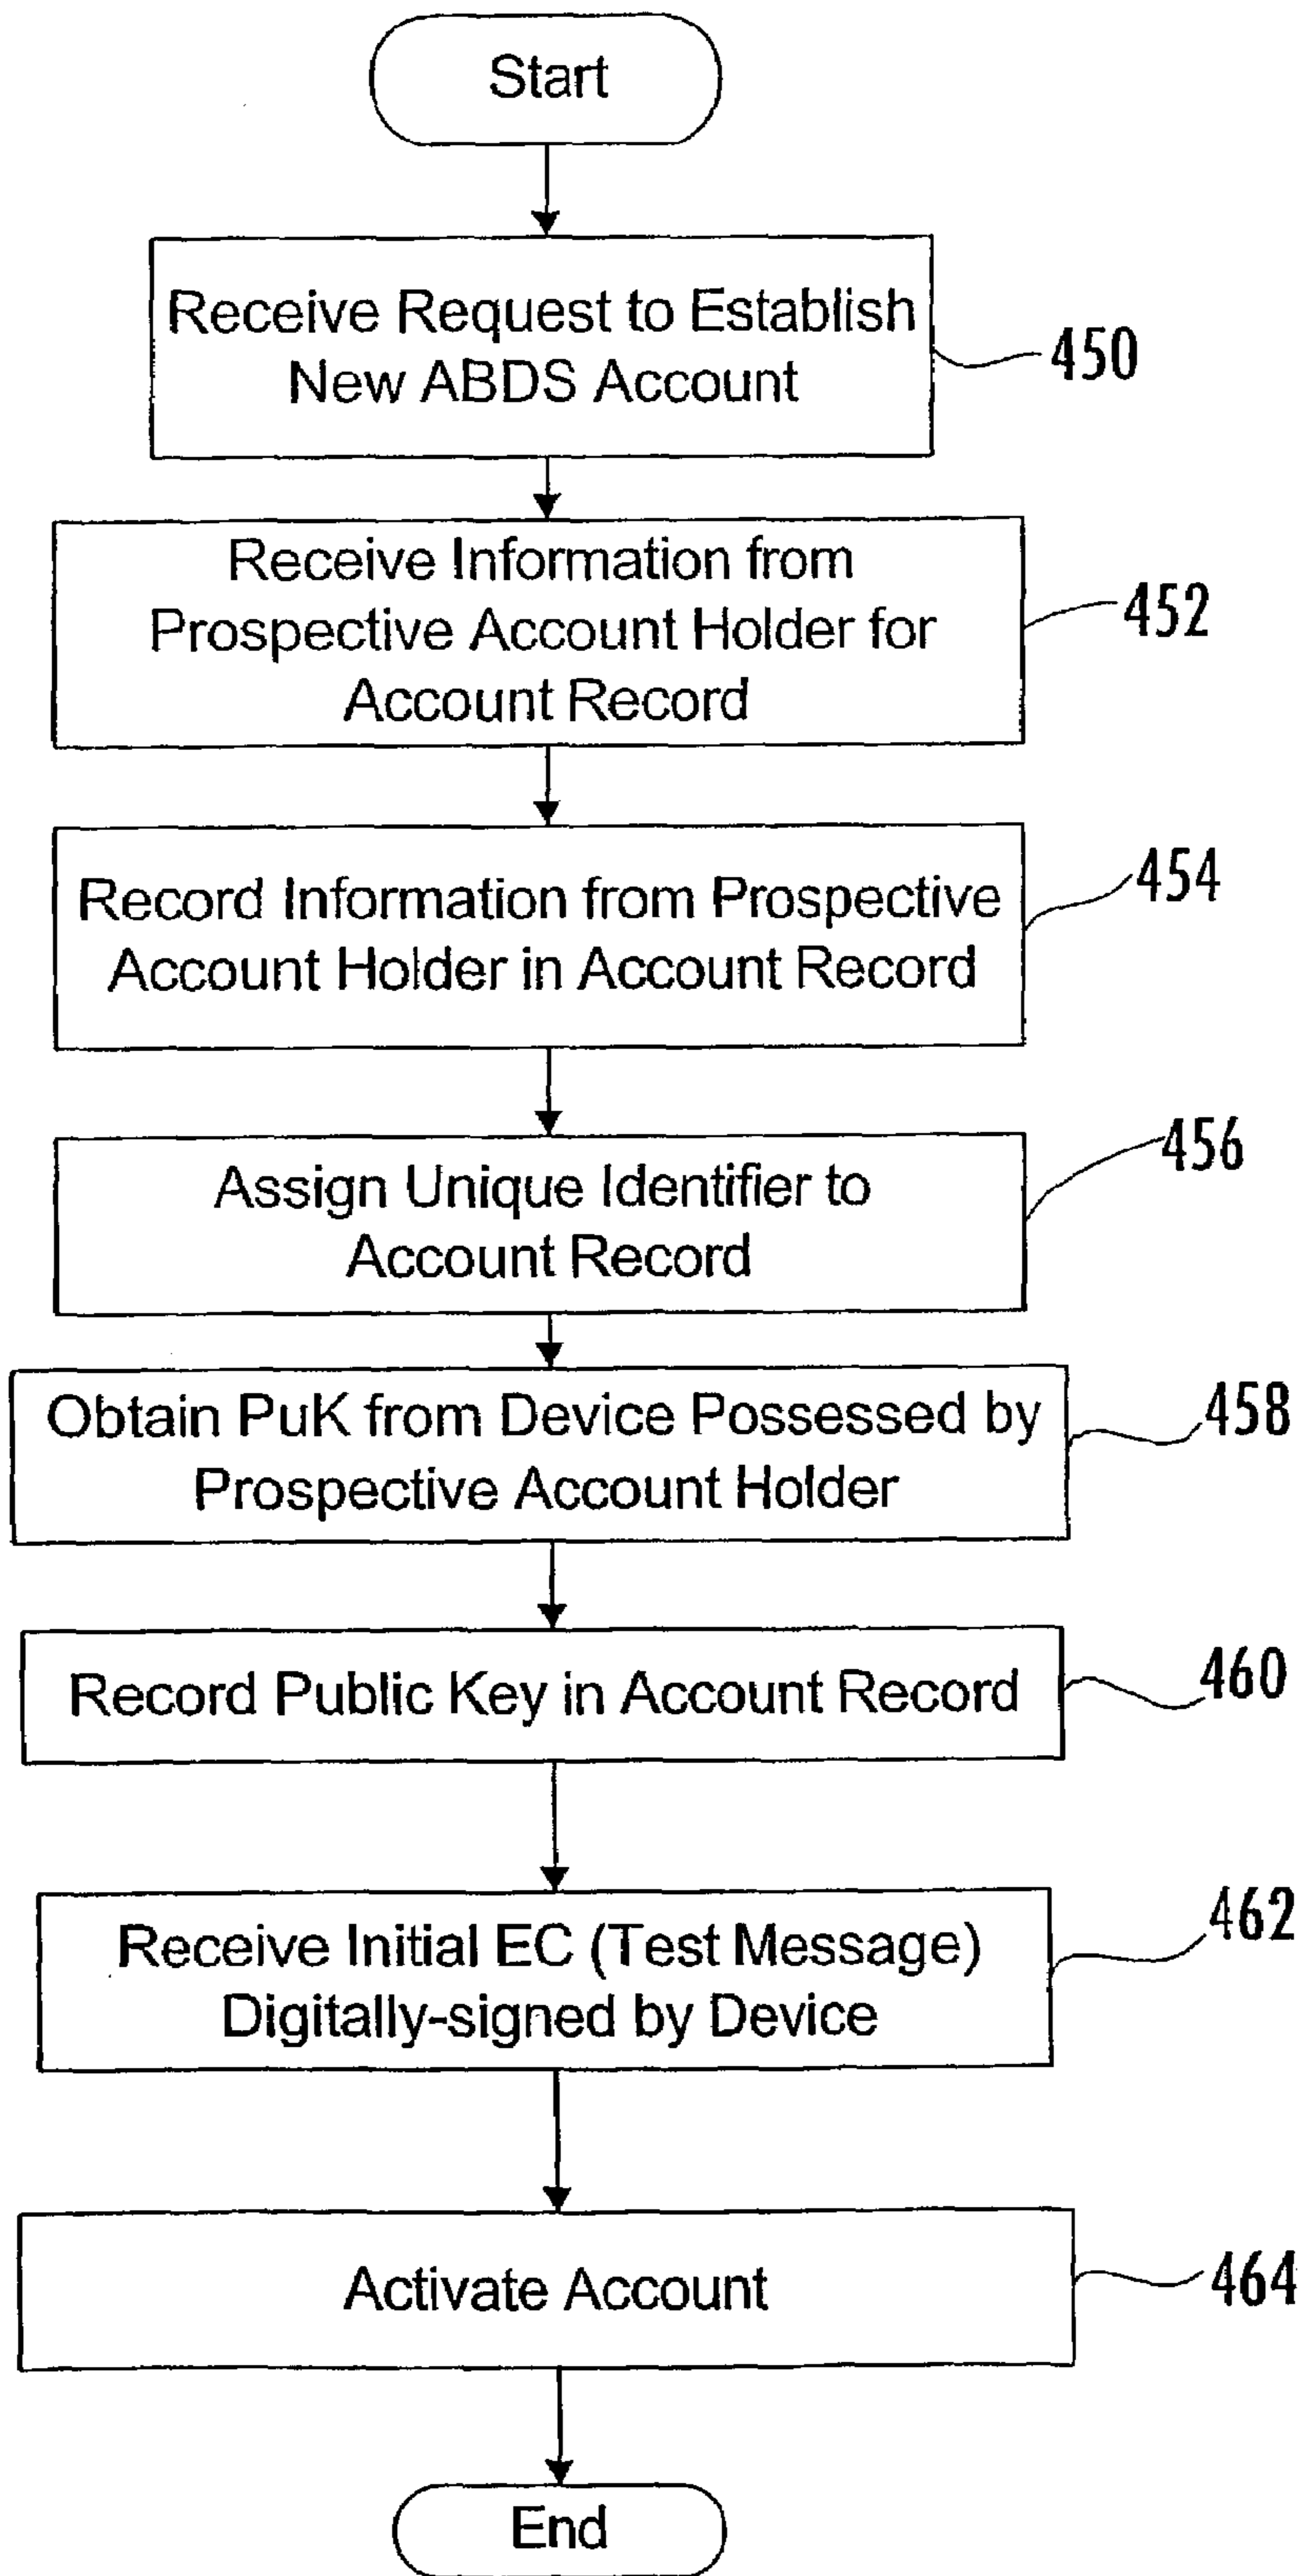 Start
Receive Request to Establish
New ABDS Account
450
Receive Information from
Prospective Account Holder for
Account Record
452
Record Information from Prospective
Account Holder in Account Record
454
Assign Unique Identifier to
Account Record
456
Obtain PuK from Device Possessed by
Prospective Account Holder
458
Record Public Key in Account Record
460
Receive Initial EC (Test Message)
Digitally-signed by Device
462
Activate Account
464
End